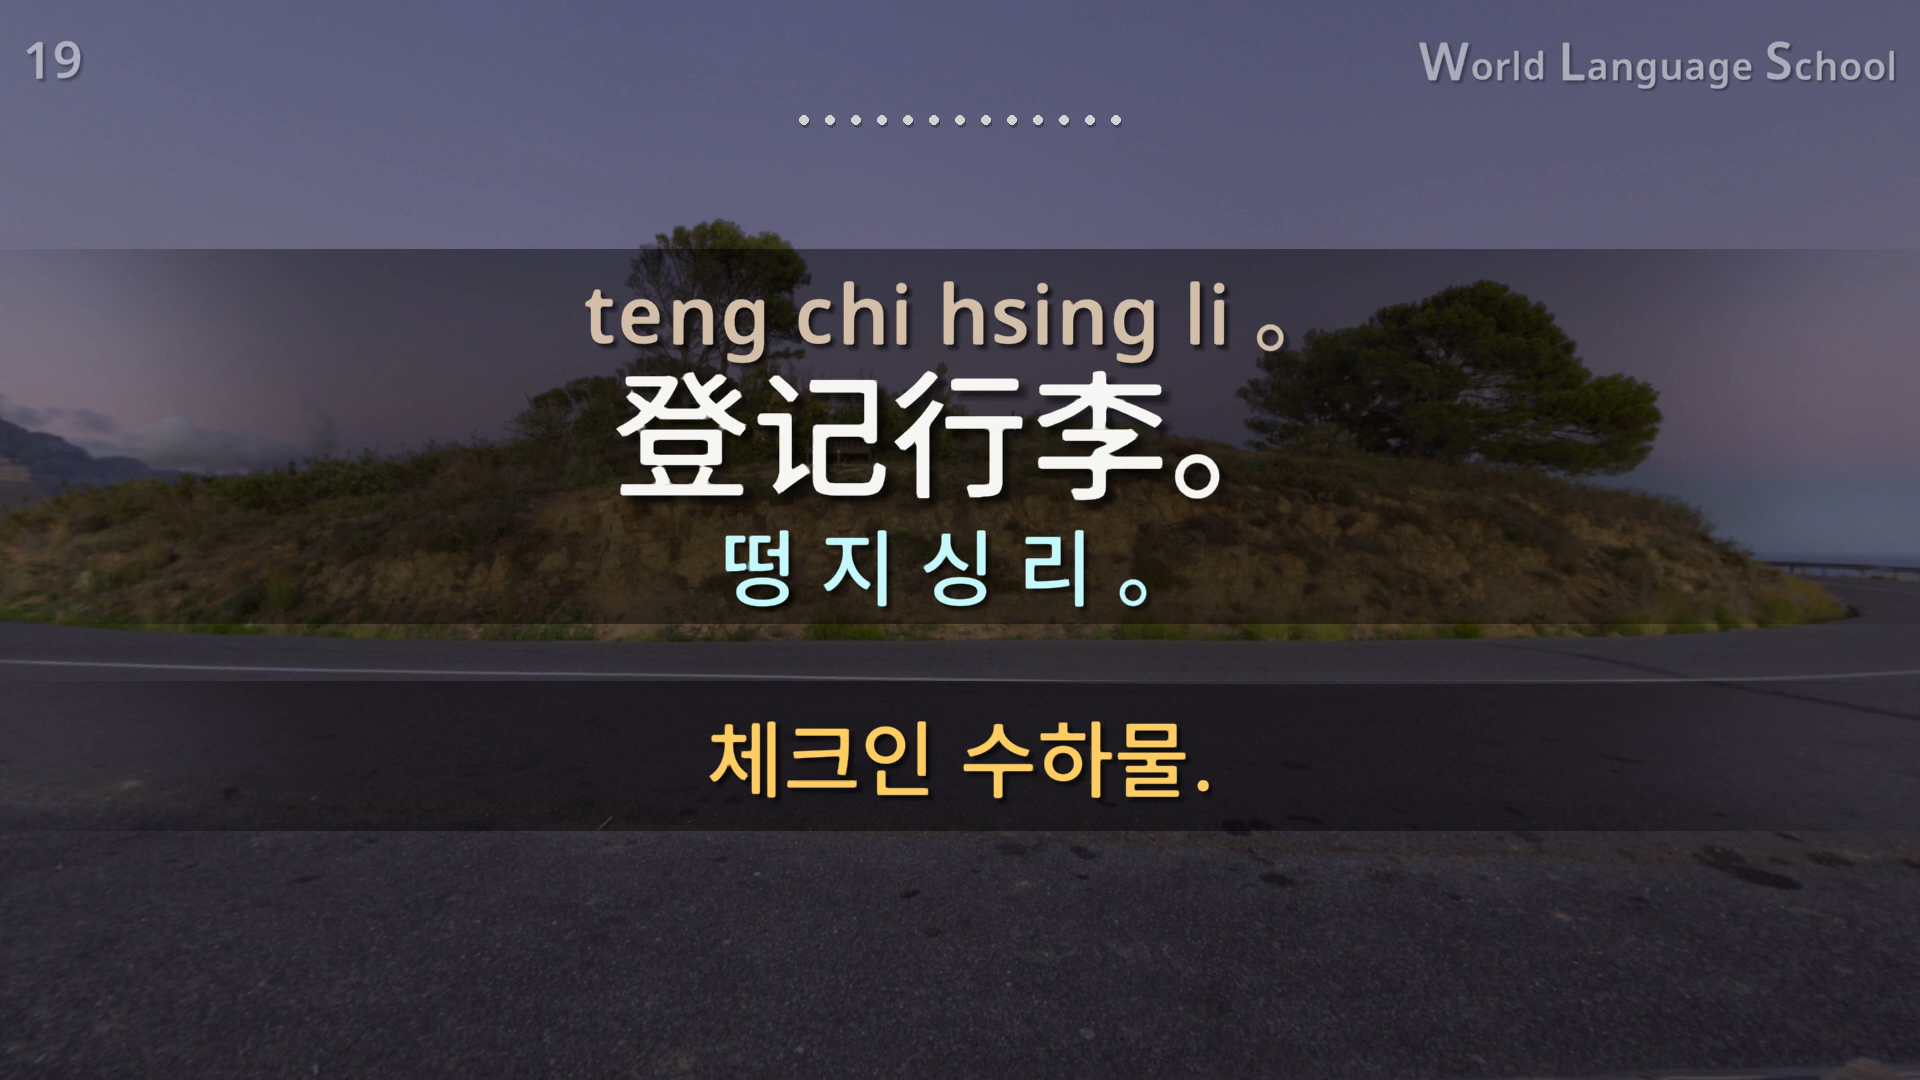 19
World Language School
teng chi hsing li 。
登记行李。
떵 지 싱 리 。
체크인 수하물.